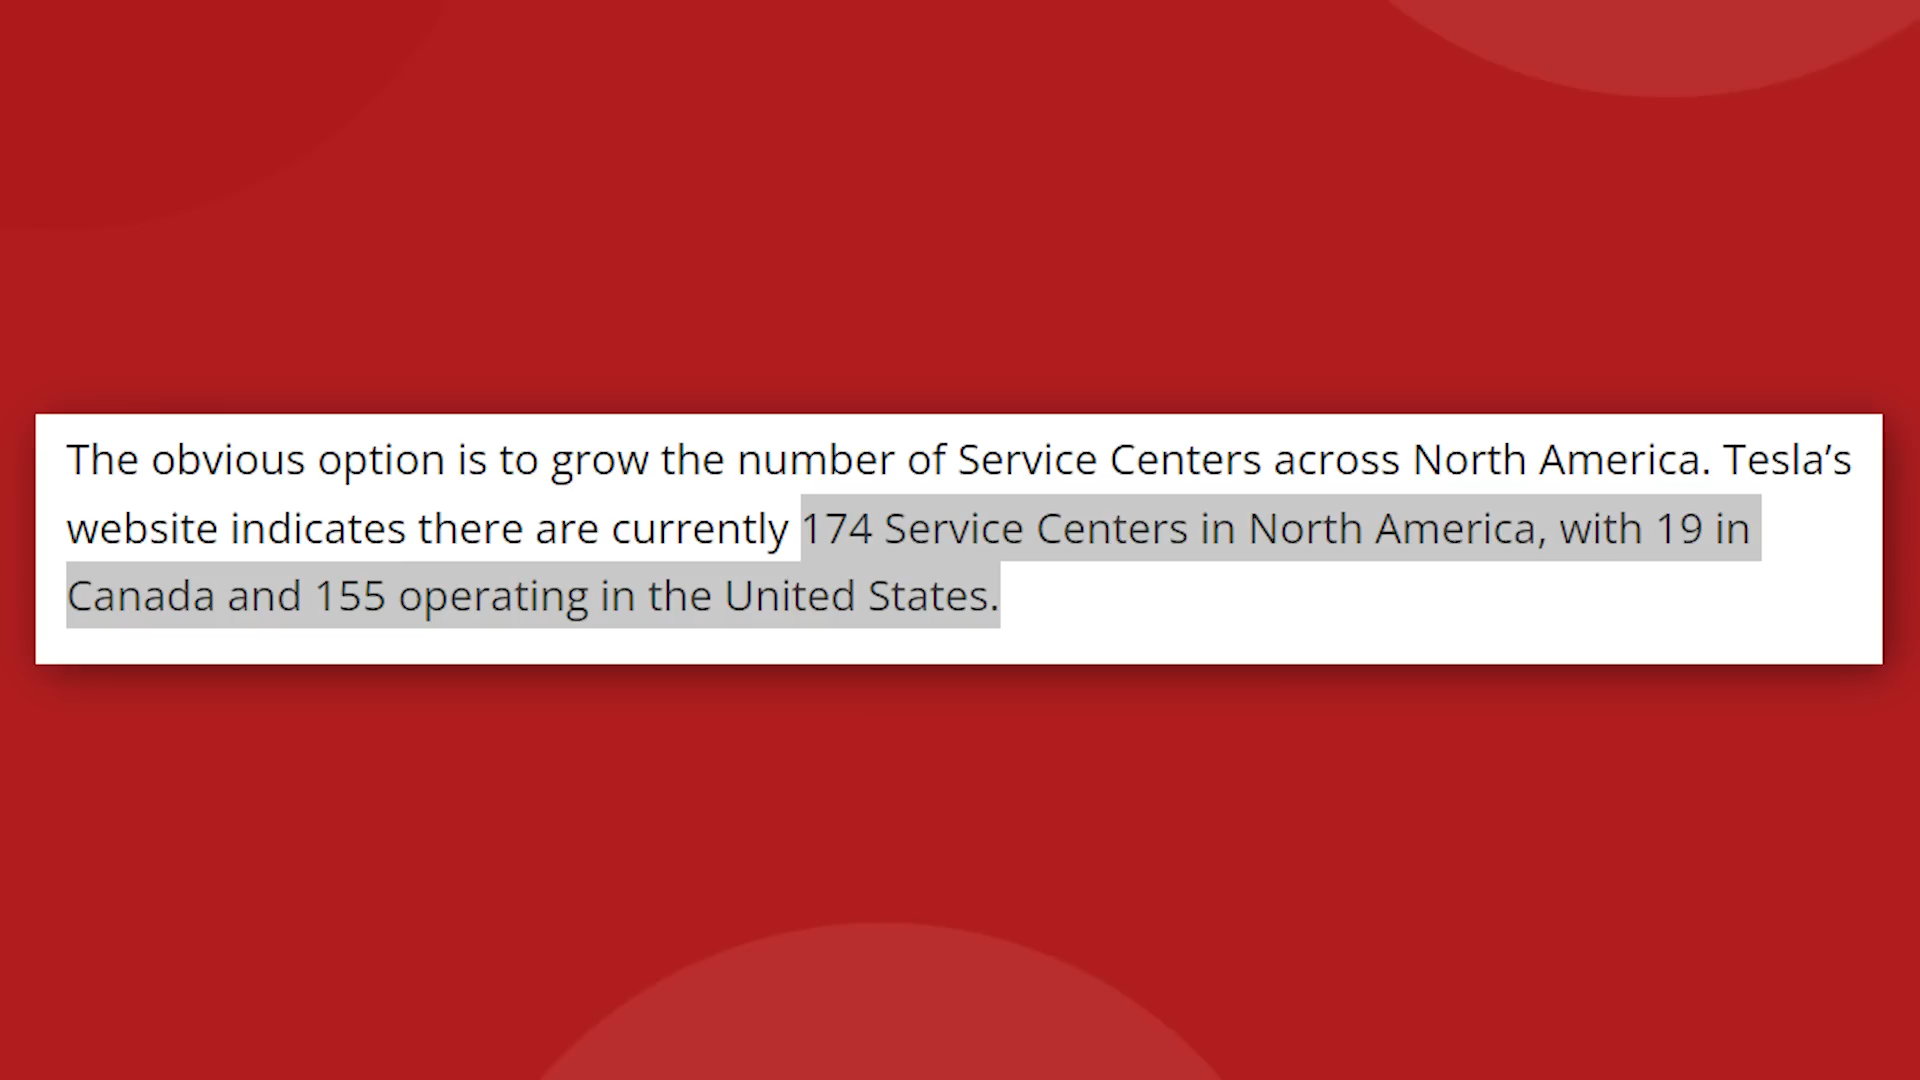 The obvious option is to grow the number of Service Centers across North America. Tesla’s
website indicates there are currently 174 Service Centers in North America, with 19 in
Canada and 155 operating in the United States.